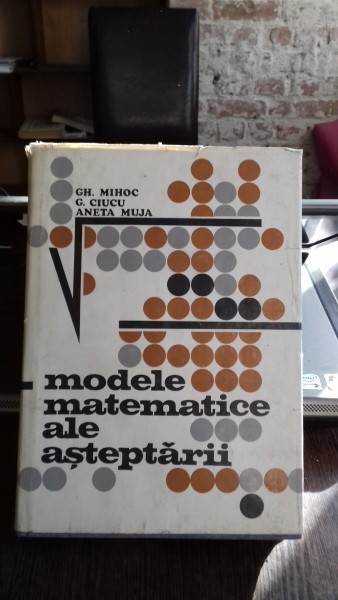 GH. MIHOC
G. CIUCU
ANETA MUJA
modele
matematice
ale
așteptării